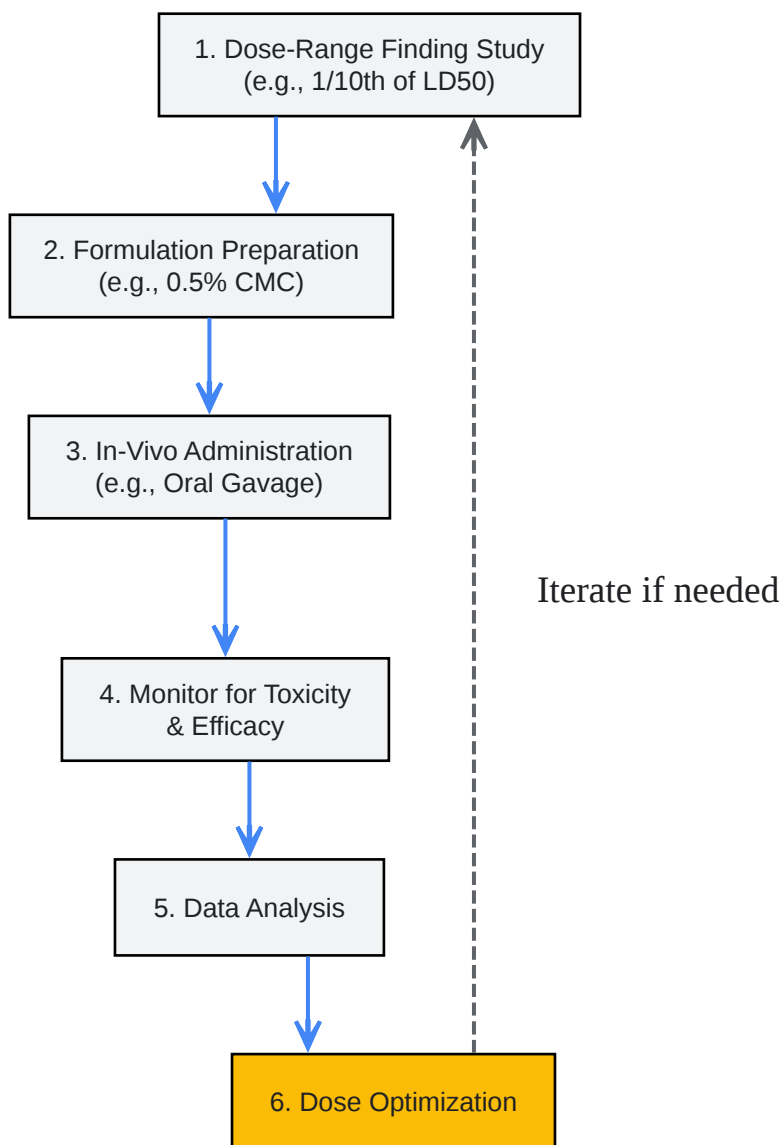 1. Dose-Range Finding Study
(e.g., 1/10th of LD50)
2. Formulation Preparation
(e.g., 0.5% CMC)
3. In-Vivo Administration
(e.g., Oral Gavage)
Iterate if needed
4. Monitor for Toxicity
& Efficacy
5. Data Analysis
6. Dose Optimization